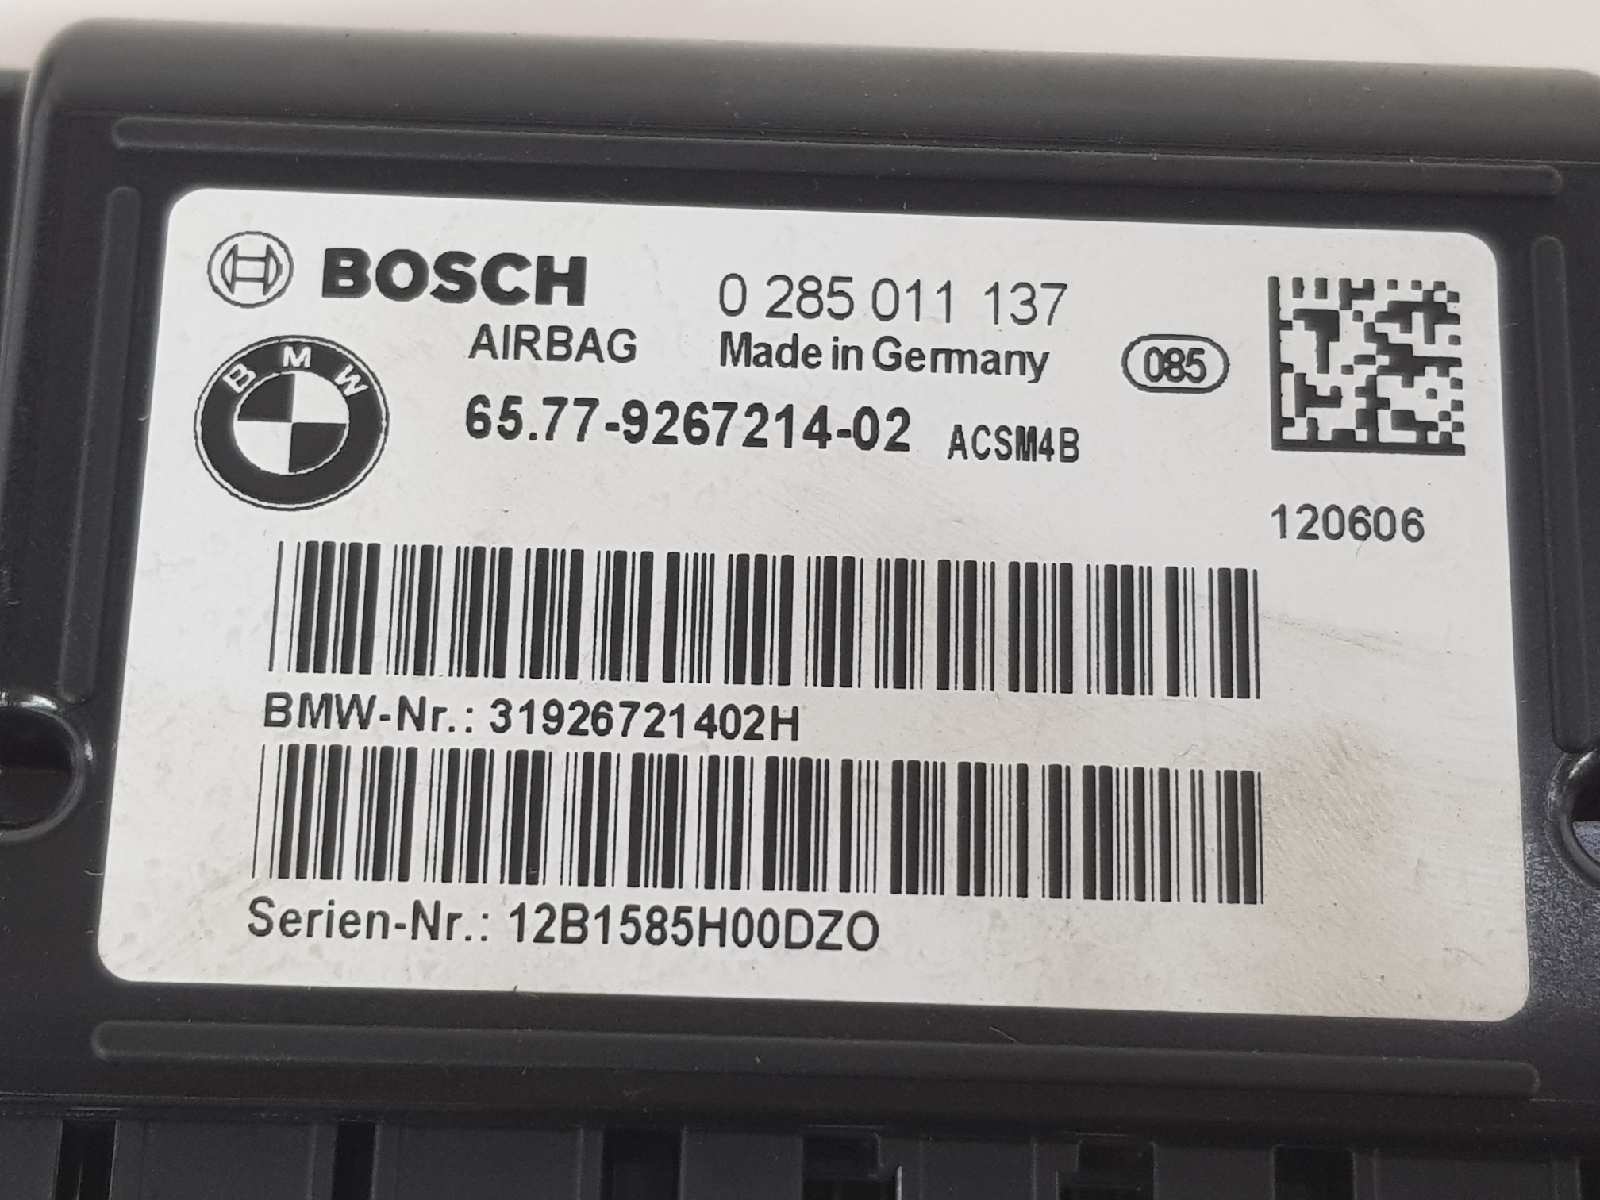 BOSCH 0 285 011 137
AIRBAG Made in Germany 085
BMW
65.77-9267214-02 ACSM4B
120606
BMW-Nr.: 31926721402H
Serien-Nr.: 12B1585H00DZO